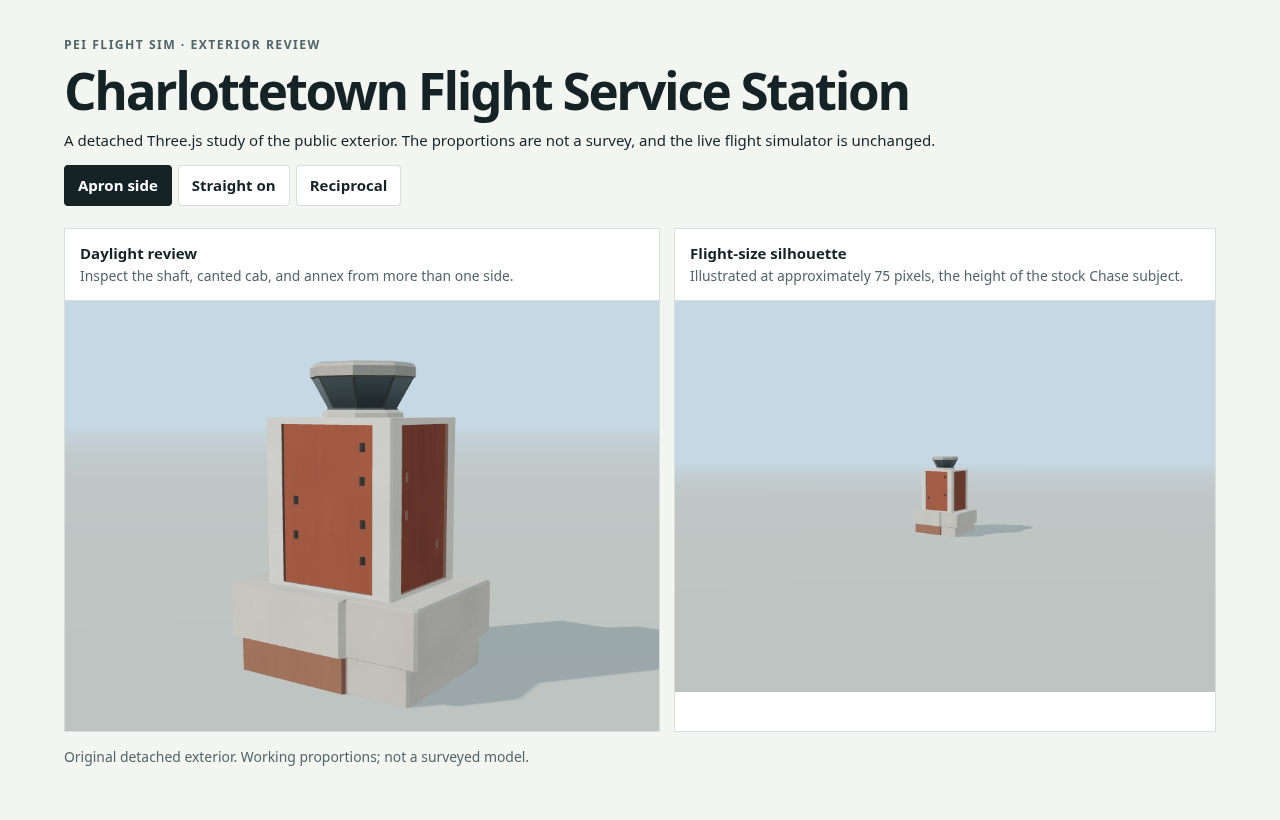 PEI FLIGHT SIM · EXTERIOR REVIEW
Charlottetown Flight Service Station
A detached Three.js study of the public exterior. The proportions are not a survey, and the live flight simulator is unchanged.
Apron side
Straight on
Reciprocal
Daylight review
Inspect the shaft, canted cab, and annex from more than one side.
Flight-size silhouette
Illustrated at approximately 75 pixels, the height of the stock Chase subject.
Original detached exterior. Working proportions; not a surveyed model.